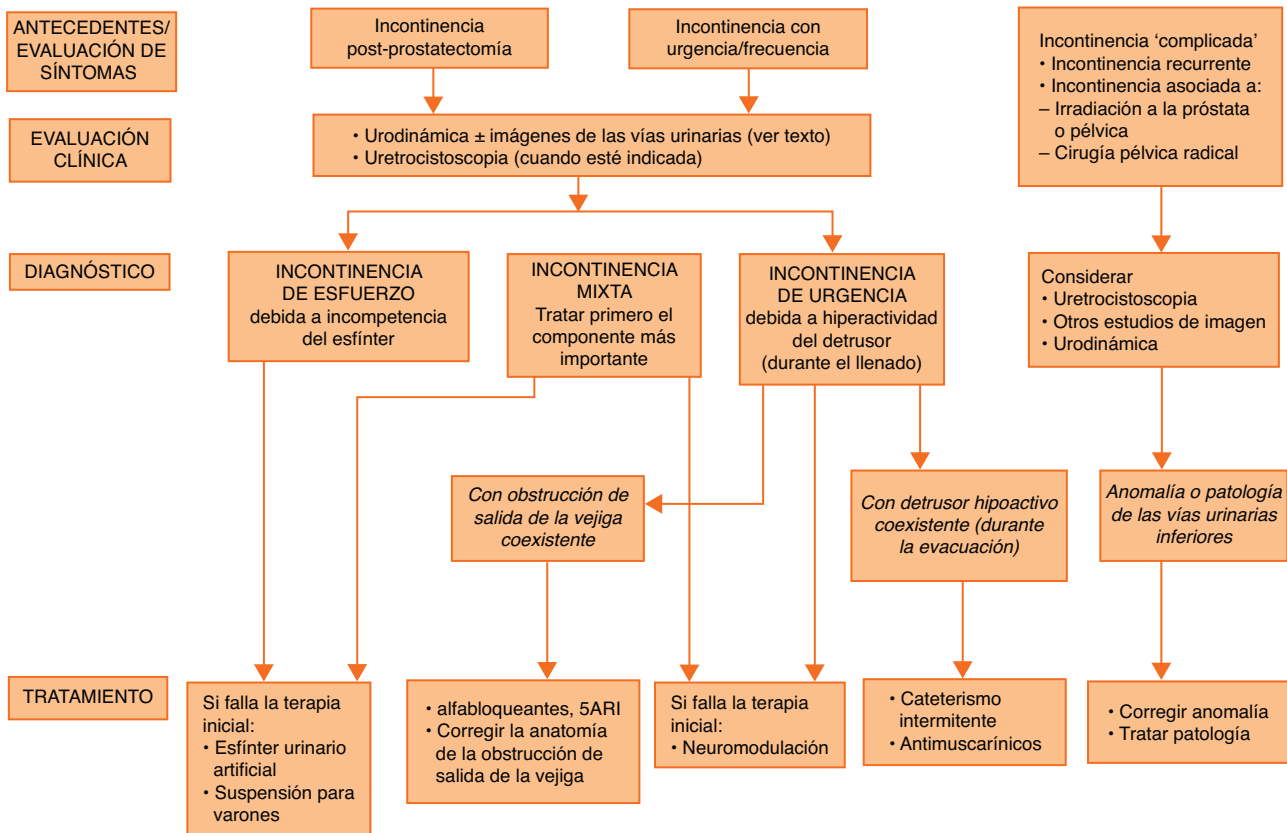 ANTECEDENTES/
EVALUACIÓN DE
SÍNTOMAS
Incontinencia
post-prostatectomía
Incontinencia con
urgencia/frecuencia
Incontinencia ‘complicada’
• Incontinencia recurrente
• Incontinencia asociada a:
– Irradiación a la próstata
o pélvica
– Cirugía pélvica radical
EVALUACIÓN
CLÍNICA
• Urodinámica ± imágenes de las vías urinarias (ver texto)
• Uretrocistoscopia (cuando esté indicada)
DIAGNÓSTICO
INCONTINENCIA
DE ESFUERZO
debida a incompetencia
del esfínter
INCONTINENCIA
MIXTA
Tratar primero el
componente más
importante
INCONTINENCIA
DE URGENCIA
debida a hiperactividad
del detrusor
(durante el llenado)
Considerar
• Uretrocistoscopia
• Otros estudios de imagen
• Urodinámica
Con obstrucción de
salida de la vejiga
coexistente
Con detrusor hipoactivo
coexistente (durante
la evacuación)
Anomalía o patología
de las vías urinarias
inferiores
TRATAMIENTO
Si falla la terapia
inicial:
• Esfínter urinario
artificial
• Suspensión para
varones
• alfabloqueantes, 5ARI
• Corregir la anatomía
de la obstrucción de
salida de la vejiga
Si falla la terapia
inicial:
• Neuromodulación
• Cateterismo
intermitente
• Antimuscarínicos
• Corregir anomalía
• Tratar patología